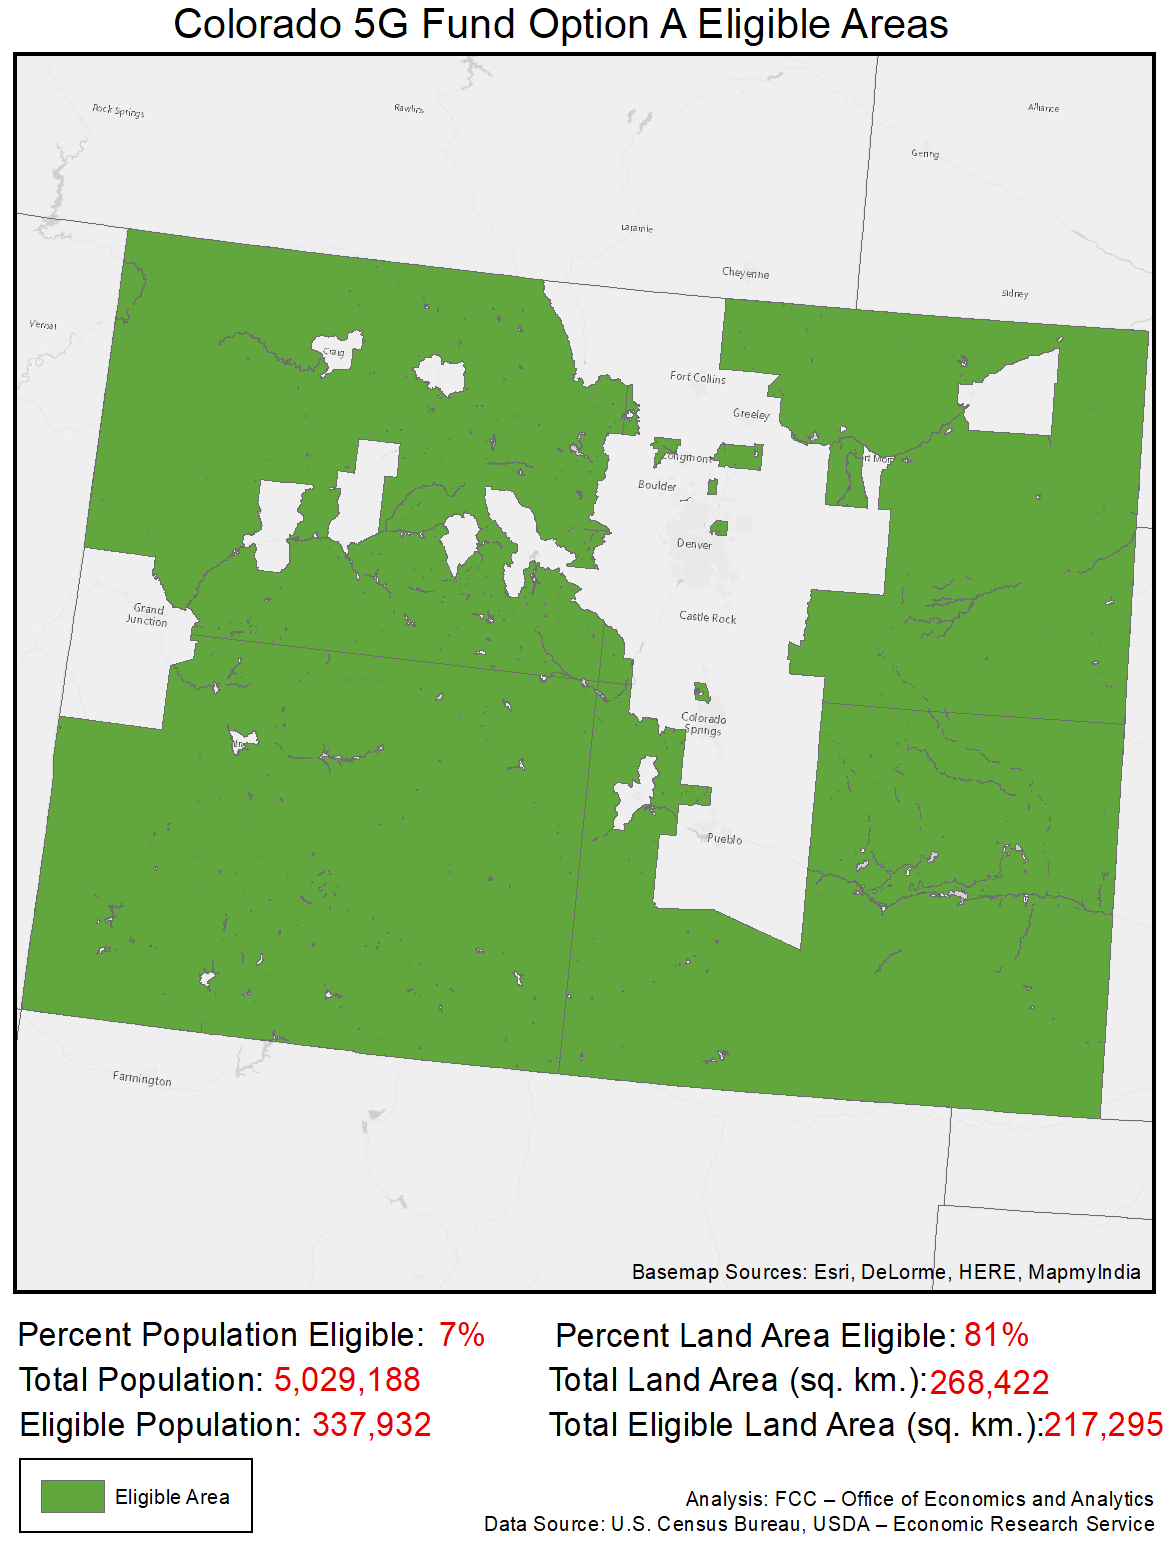 Colorado 5G Fund Option A Eligible Areas
Rock Springs
Rawlins
Alliance
Gering
Laramie
Cheyenne
Sidney
Vernal
Craig
Fort Collins
Greeley
Longmont
Boulder
Denver
Grand
Junction
Castle Rock
Colorado
Springs
Pueblo
Farmington
Basemap Sources: Esri, DeLorme, HERE, MapmyIndia
Percent Population Eligible: 7%
Percent Land Area Eligible: 81%
Total Population: 5,029,188
Total Land Area (sq. km.):268,422
Eligible Population: 337,932
Total Eligible Land Area (sq. km.):217,295
Eligible Area
Analysis: FCC – Office of Economics and Analytics
Data Source: U.S. Census Bureau, USDA – Economic Research Service